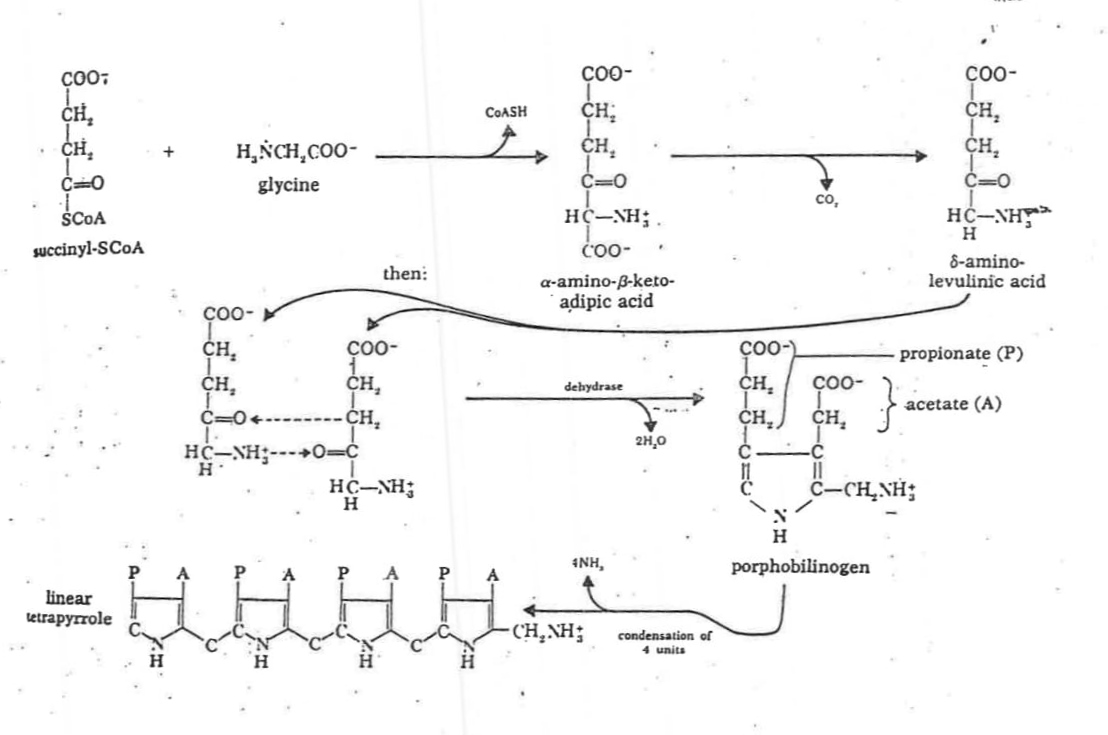 COO-
CH₂
CH₂
C=O
SCoA
succinyl-SCoA
+
H₃N+CH₂COO-
glycine
CoASH
COO-
CH₂
CH₂
C=O
HC—NH₃+
COO-
α-amino-β-keto-
adipic acid
CO₂
COO-
CH₂
CH₂
C=O
HC—NH₃+
H
δ-amino-
levulinic acid
then:
COO-
CH₂
CH₂
C=O
HC—NH₃+
H
COO-
CH₂
CH₂
O=C
HC—NH₃+
H
dehydrase
2H₂O
COO-
CH₂
CH₂
C
C
COO-
CH₂
C
C—CH₂NH₃+
N
H
propionate (P)
acetate (A)
porphobilinogen
linear
tetrapyrrole
P A P A P A P A
C N C C N C C N C N CH₂NH₃+
H H H H
4NH₃
condensation of
4 units